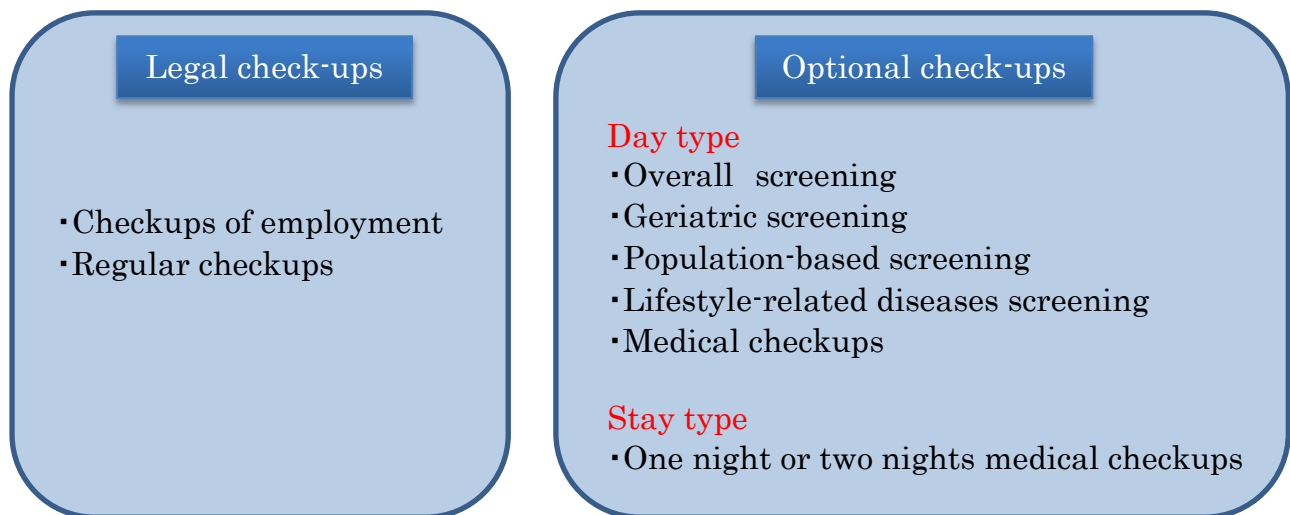 Legal check-ups
・Checkups of employment
・Regular checkups
Optional check-ups
Day type
・Overall screening
・Geriatric screening
・Population-based screening
・Lifestyle-related diseases screening
・Medical checkups
Stay type
・One night or two nights medical checkups